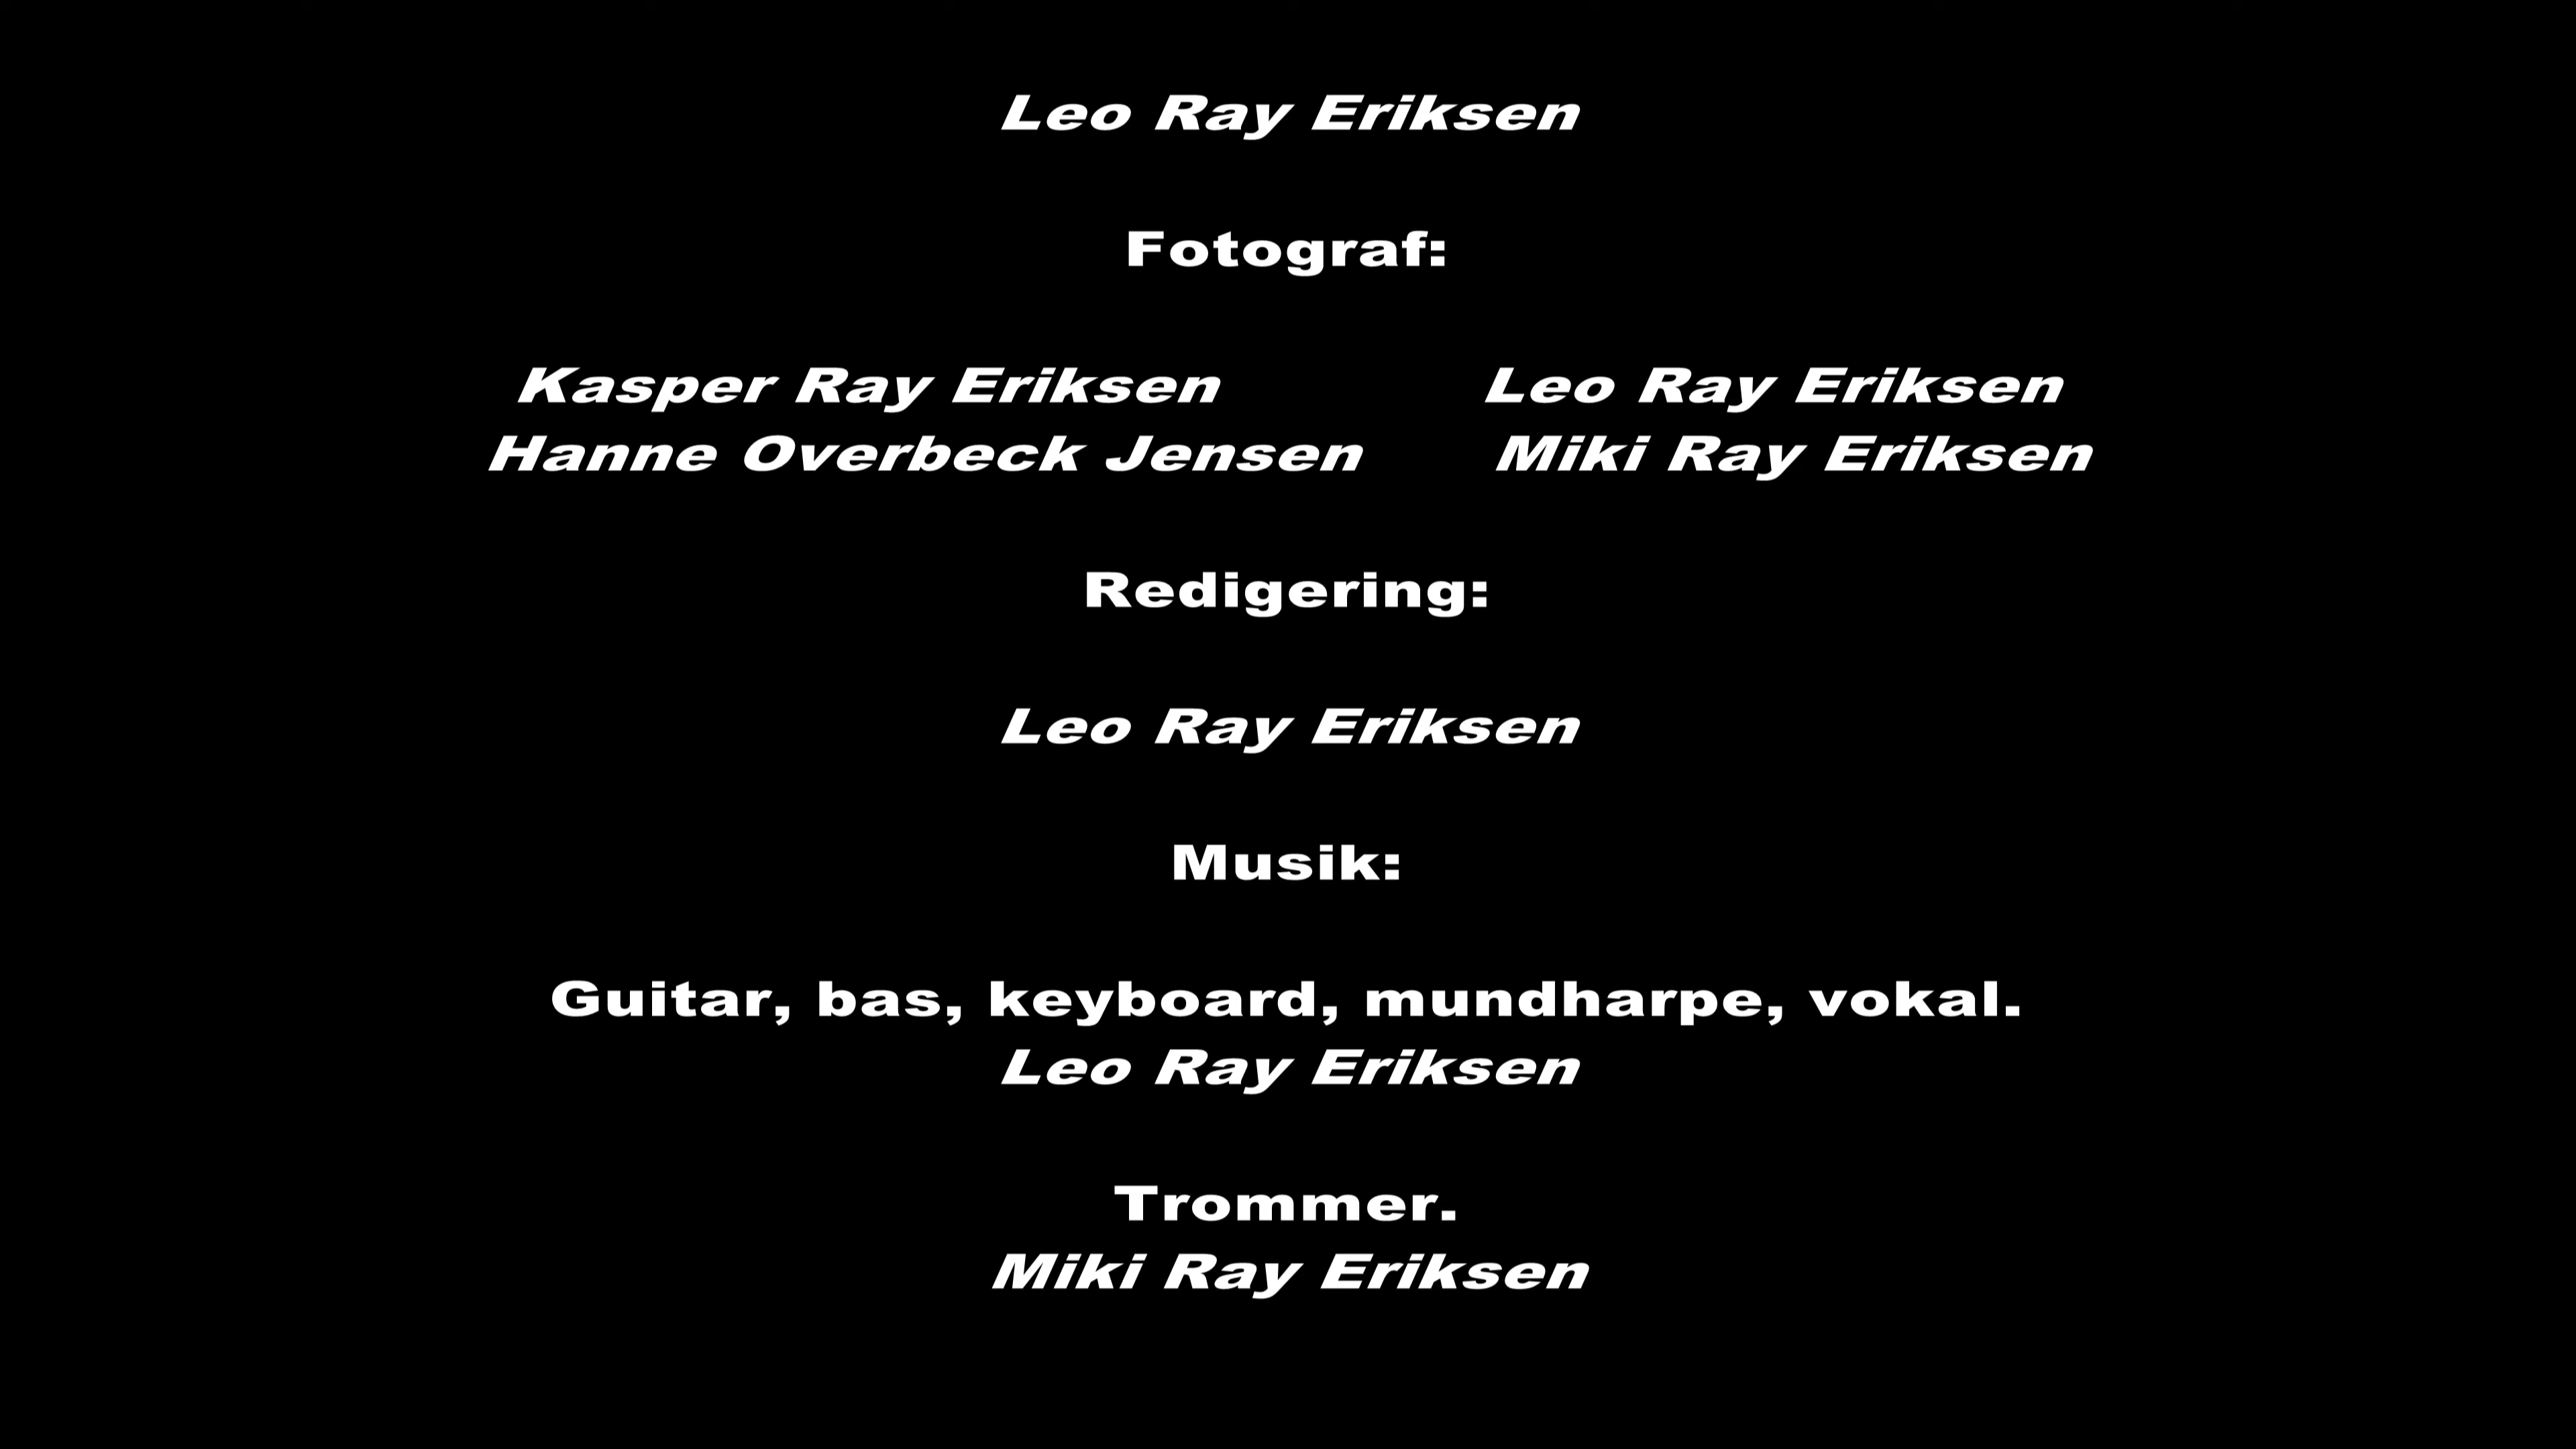 Leo Ray Eriksen
Fotograf:
Kasper Ray Eriksen Leo Ray Eriksen
Hanne Overbeck Jensen Miki Ray Eriksen
Redigering:
Leo Ray Eriksen
Musik:
Guitar, bas, keyboard, mundharpe, vokal.
Leo Ray Eriksen
Trommer.
Miki Ray Eriksen